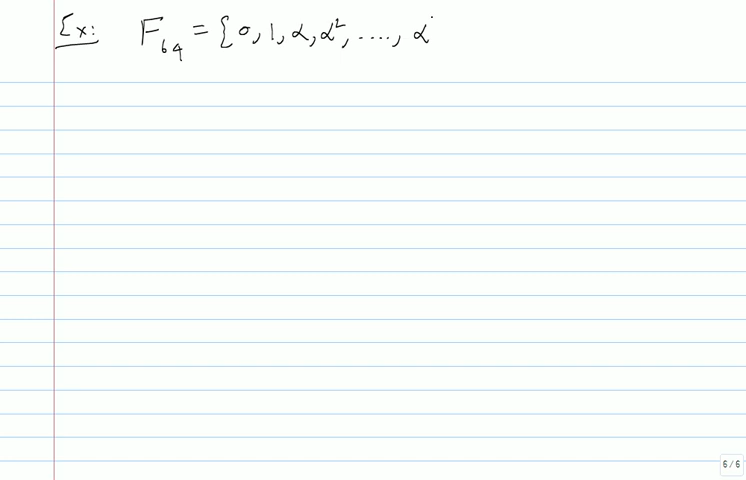 Ex: F₆₄ = {0, 1, α, α², ...., α
6 / 6